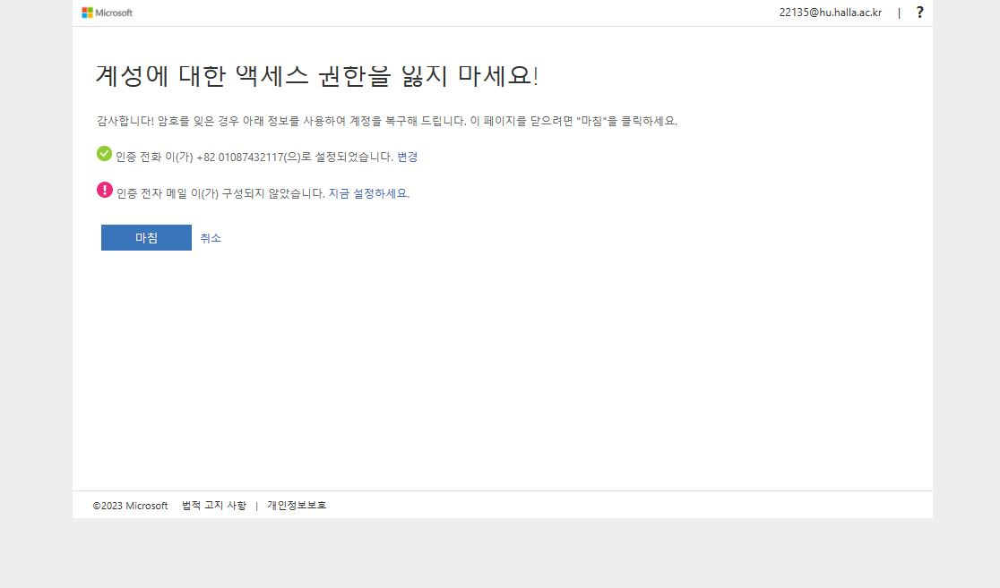 Microsoft
22135@hu.halla.ac.kr | ?
계성에 대한 액세스 권한을 잃지 마세요!
감사합니다! 암호를 잊은 경우 아래 정보를 사용하여 계정을 복구해 드립니다. 이 페이지를 닫으려면 "마침"을 클릭하세요.
인증 전화 이(가) +82 01087432117(으)로 설정되었습니다. 변경
인증 전자 메일 이(가) 구성되지 않았습니다. 지금 설정하세요.
마침 취소
©2023 Microsoft 법적 고지 사항 | 개인정보보호